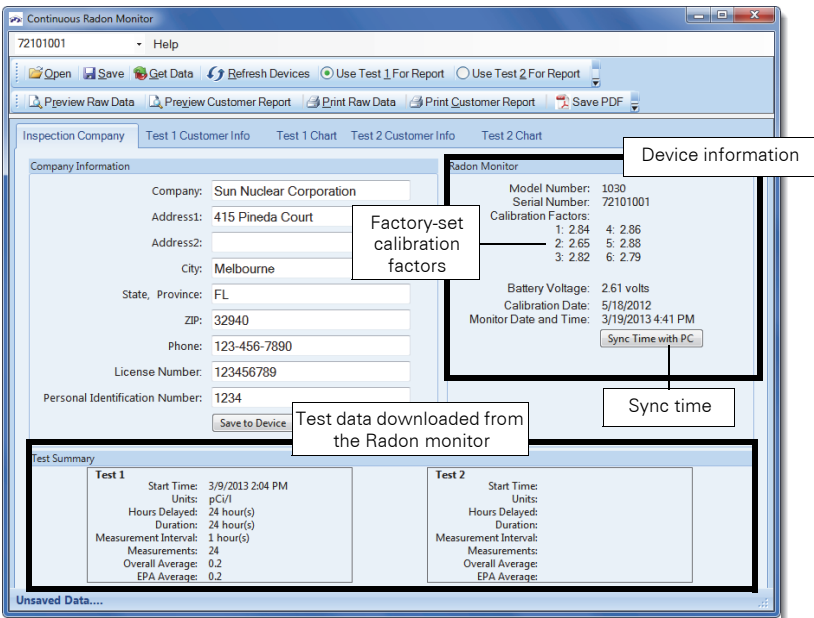 Continuous Radon Monitor
72101001 Help
Open Save Get Data Refresh Devices Use Test 1 For Report Use Test 2 For Report
Preview Raw Data Preview Customer Report Print Raw Data Print Customer Report Save PDF
Inspection Company Test 1 Customer Info Test 1 Chart Test 2 Customer Info Test 2 Chart
Device information
Company Information
Company: Sun Nuclear Corporation
Address1: 415 Pineda Court
Address2:
City: Melbourne
State, Province: FL
ZIP: 32940
Phone: 123-456-7890
License Number: 123456789
Personal Identification Number: 1234
Save to Device
Factory-set
calibration
factors
Radon Monitor
Model Number: 1030
Serial Number: 72101001
Calibration Factors:
1: 2.84 4: 2.86
2: 2.65 5: 2.88
3: 2.82 6: 2.79
Battery Voltage: 2.61 volts
Calibration Date: 5/18/2012
Monitor Date and Time: 3/19/2013 4:41 PM
Sync Time with PC
Sync time
Test data downloaded from
the Radon monitor
Test Summary
Test 1
Start Time: 3/9/2013 2:04 PM
Units: pCi/l
Hours Delayed: 24 hour(s)
Duration: 24 hour(s)
Measurement Interval: 1 hour(s)
Measurements: 24
Overall Average: 0.2
EPA Average: 0.2
Test 2
Start Time:
Units:
Hours Delayed:
Duration:
Measurement Interval:
Measurements:
Overall Average:
EPA Average:
Unsaved Data....